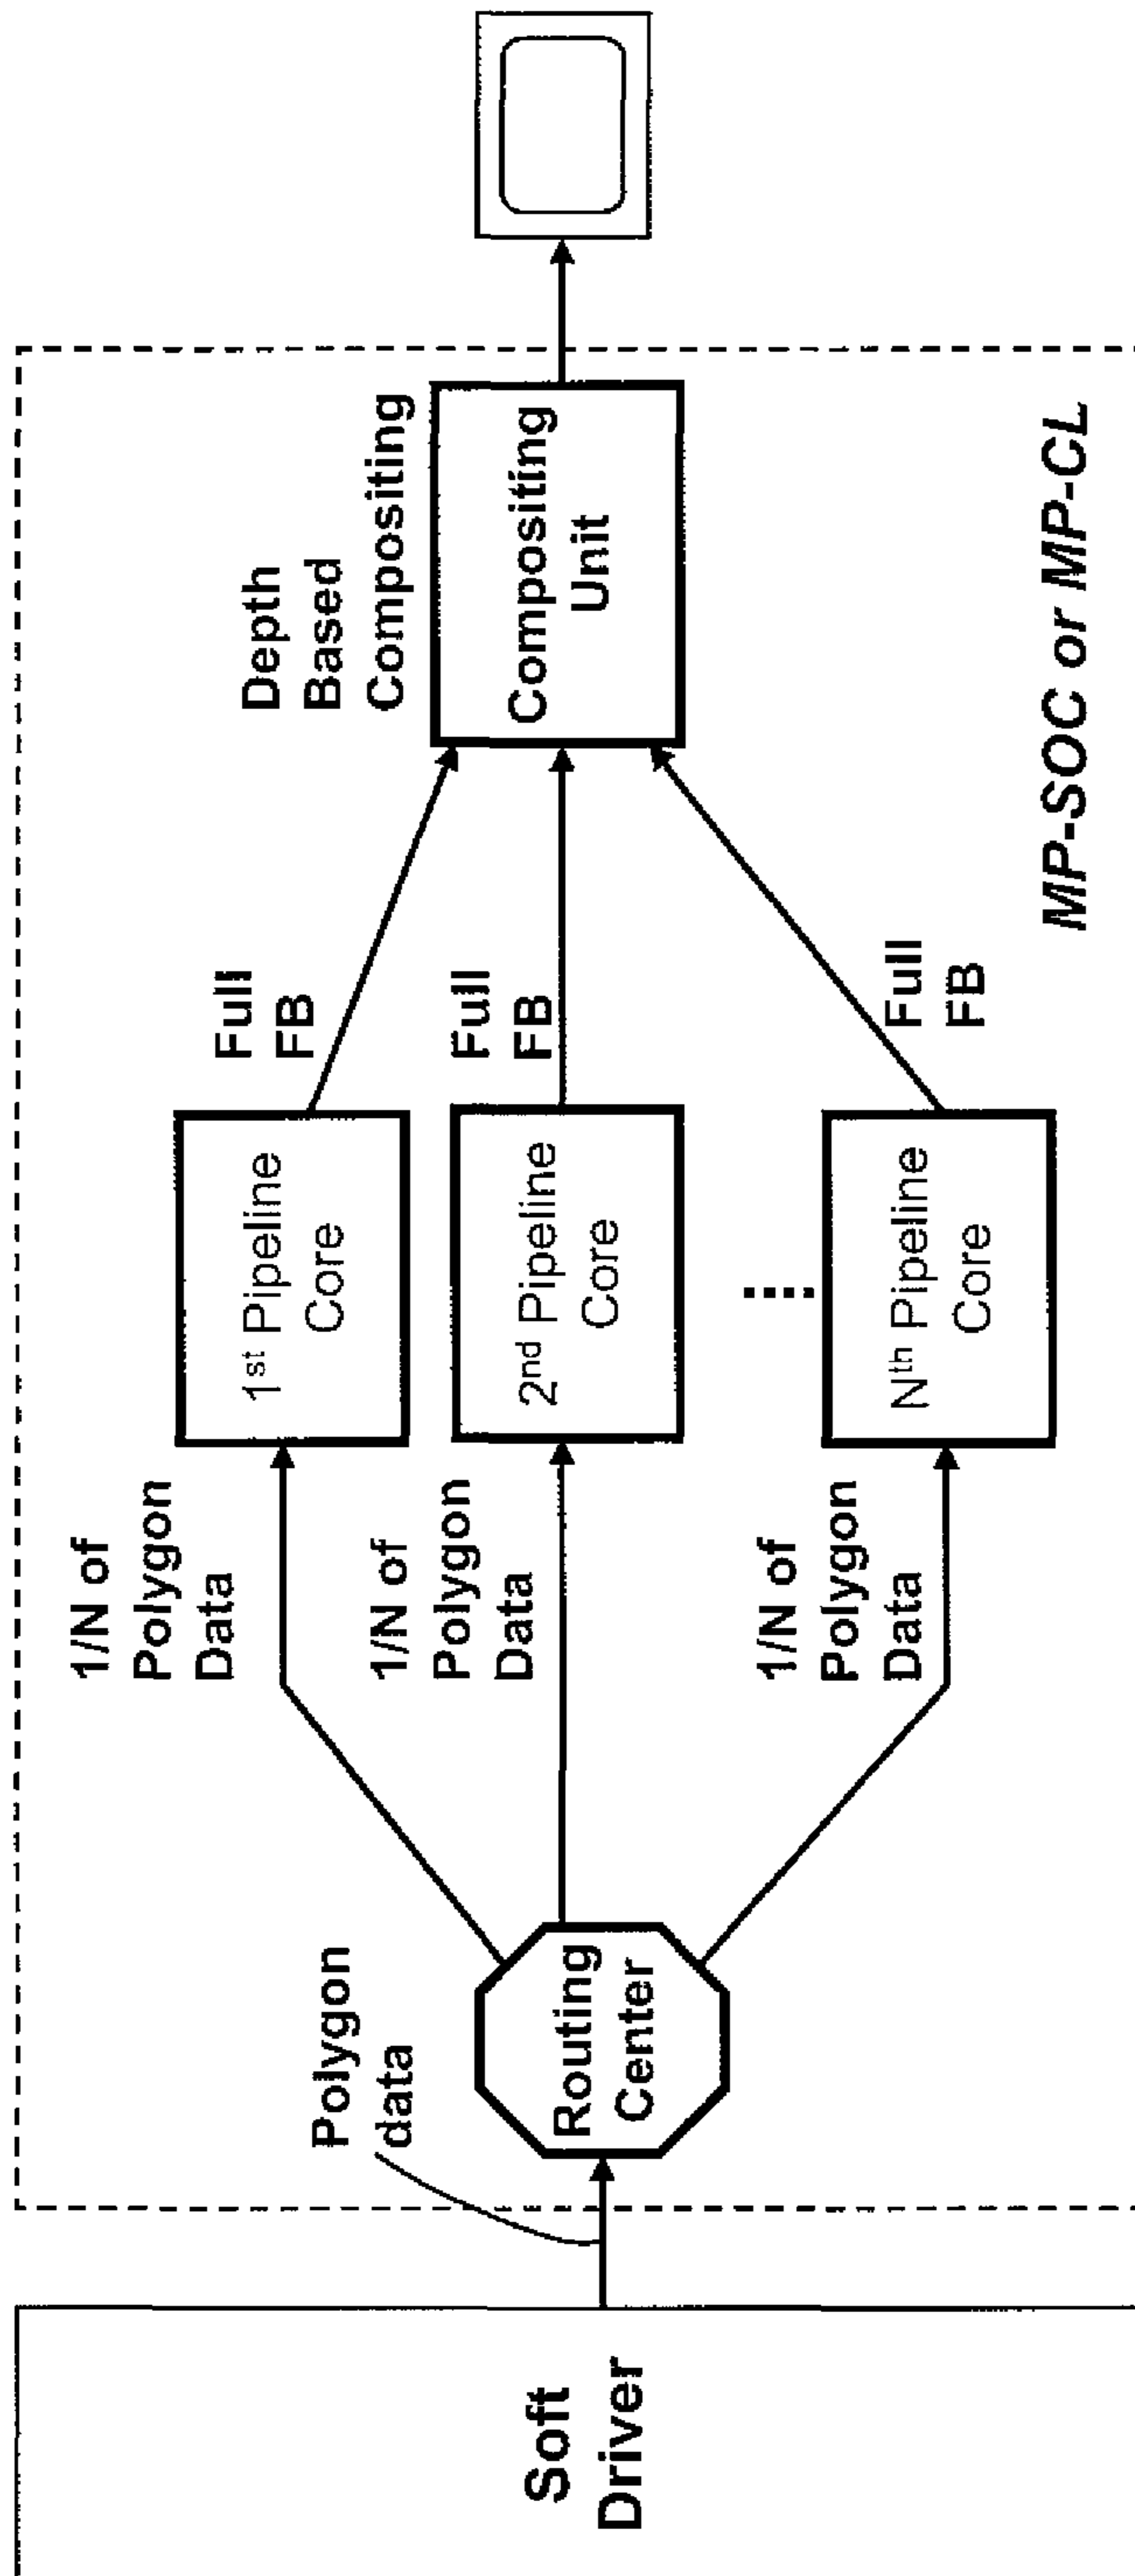 Soft
Driver
Polygon
data
Routing
Center
1/N of
Polygon
Data
1/N of
Polygon
Data
1/N of
Polygon
Data
1st Pipeline
Core
2nd Pipeline
Core
Nth Pipeline
Core
Full
FB
Full
FB
Full
FB
Depth
Based
Compositing
Compositing
Unit
MP-SOC or MP-CL